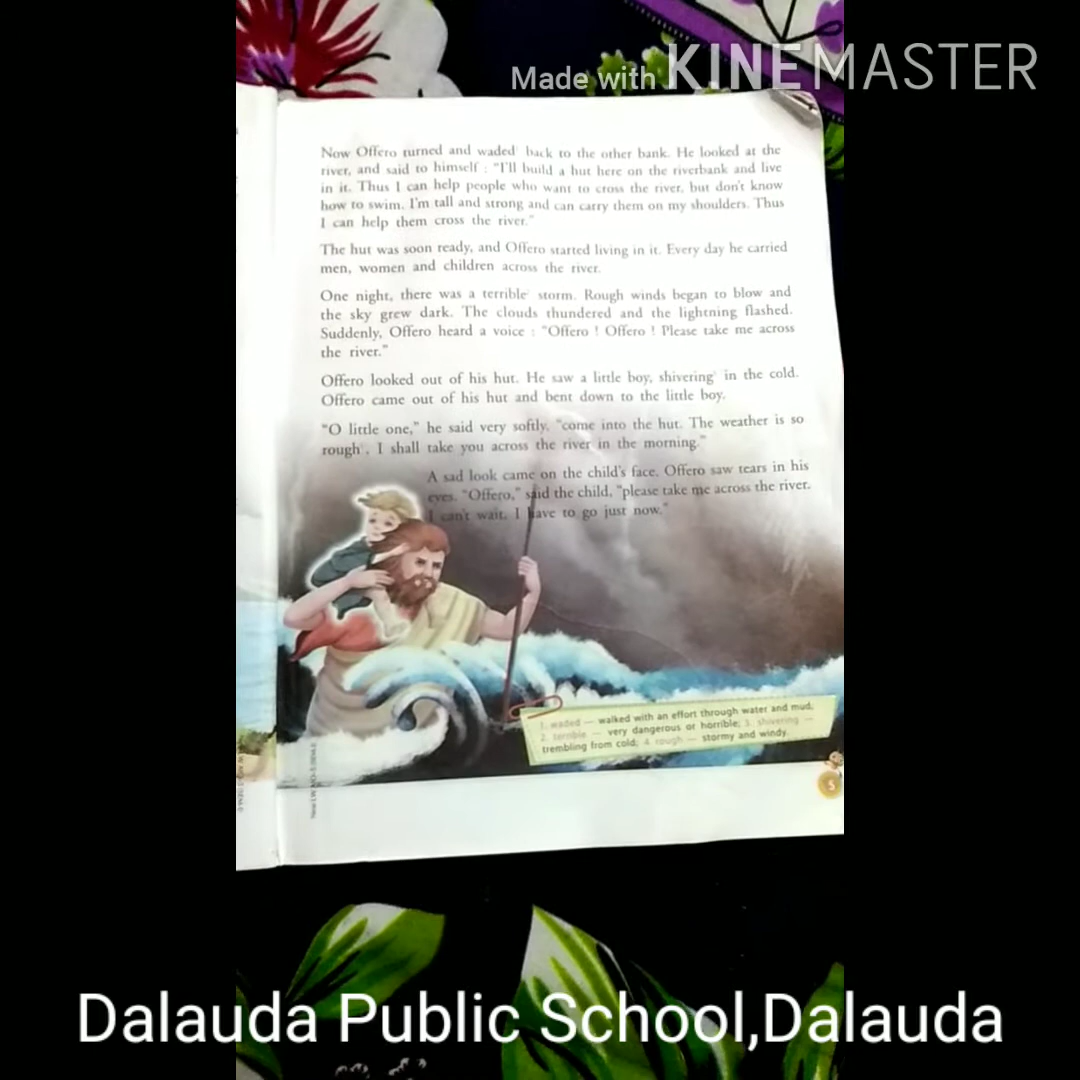 Made with KINEMASTER
Now Offero turned and waded back to the other bank. He looked at the
river, and said to himself : "I'll build a hut here on the riverbank and live
in it. Thus I can help people who want to cross the river, but don't know
how to swim. I'm tall and strong and can carry them on my shoulders. Thus
I can help them cross the river."
The hut was soon ready, and Offero started living in it. Every day he carried
men, women and children across the river.
One night, there was a terrible storm. Rough winds began to blow and
the sky grew dark. The clouds thundered and the lightning flashed.
Suddenly, Offero heard a voice : "Offero ! Offero ! Please take me across
the river."
Offero looked out of his hut. He saw a little boy, shivering in the cold.
Offero came out of his hut and bent down to the little boy.
"O little one," he said very softly, "come into the hut. The weather is so
rough . I shall take you across the river in the morning."
A sad look came on the child's face. Offero saw tears in his
eyes. "Offero," said the child, "please take me across the river.
I can't wait. I have to go just now."
1. waded — walked with an effort through water and mud;
2. terrible — very dangerous or horrible; 3. shivering —
trembling from cold; 4. rough — stormy and windy
5
Dalauda Public School,Dalauda